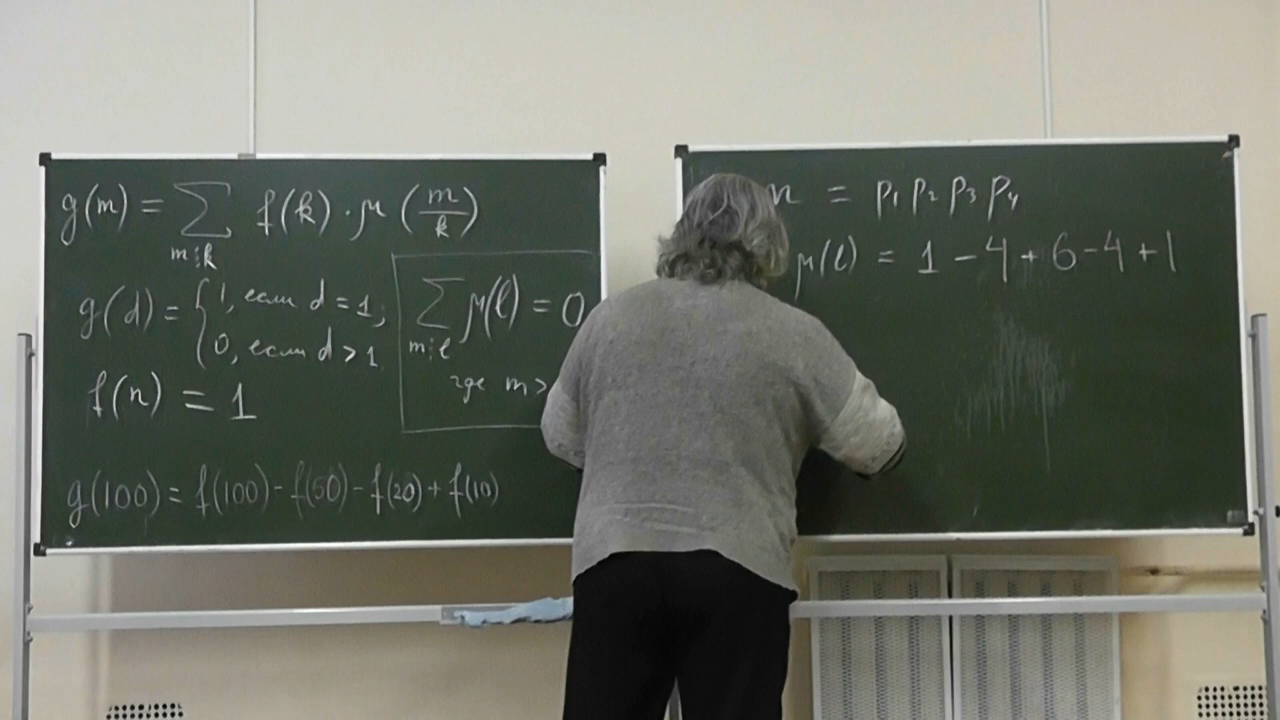 g(m) = ∑ f(k) · μ (m/k)
m⋮k
g(d) = { 1, если d = 1;
0, если d > 1
f(n) = 1
∑ μ(l) = 0
m⋮l
где m >
g(100) = f(100) - f(50) - f(20) + f(10)
n = p₁ p₂ p₃ p₄
μ(l) = 1 - 4 + 6 - 4 + 1